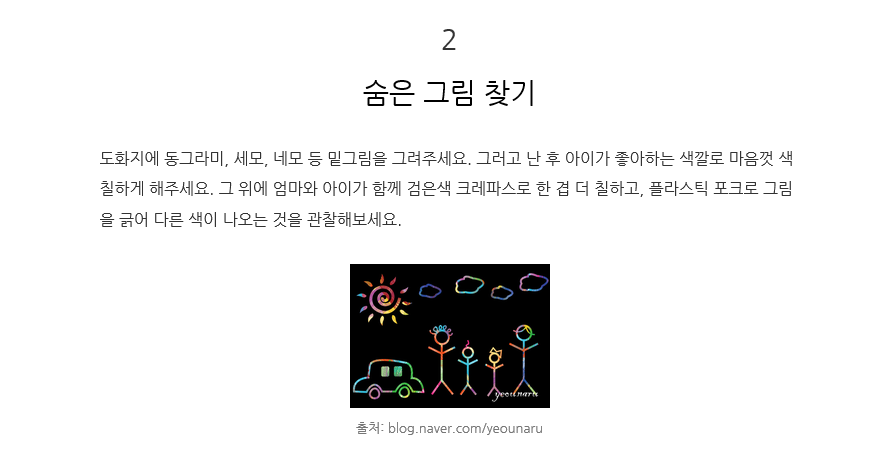 2
숨은 그림 찾기
도화지에 동그라미, 세모, 네모 등 밑그림을 그려주세요. 그러고 난 후 아이가 좋아하는 색깔로 마음껏 색
칠하게 해주세요. 그 위에 엄마와 아이가 함께 검은색 크레파스로 한 겹 더 칠하고, 플라스틱 포크로 그림
을 긁어 다른 색이 나오는 것을 관찰해보세요.
yeounaru
출처: blog.naver.com/yeounaru